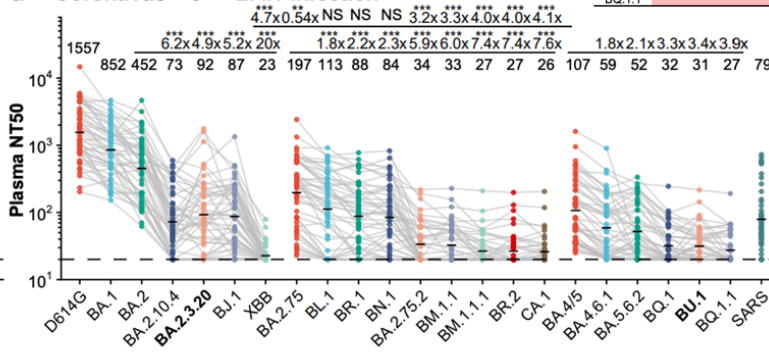 BQ.1.1
*** ** *** *** *** *** ***
4.7x 0.54x NS NS NS 3.2x 3.3x 4.0x 4.0x 4.1x
*** *** *** *** *** *** *** *** *** *** *** *** *** *** *** *** *** ***
1557 6.2x 4.9x 5.2x 20x 1.8x 2.2x 2.3x 5.9x 6.0x 7.4x 7.4x 7.6x 1.8x 2.1x 3.3x 3.4x 3.9x
852 452 73 92 87 23 197 113 88 84 34 33 27 27 26 107 59 52 32 31 27 79
Plasma NT50
10⁴
10³
10²
10¹
D614G BA.1 BA.2 BA.2.10.4 BA.2.3.20 BJ.1 XBB BA.2.75 BL.1 BR.1 BN.1 BA.2.75.2 BM.1.1 BM.1.1.1 BR.2 CA.1 BA.4/5 BA.4.6.1 BA.5.6.2 BQ.1 BU.1 BQ.1.1 SARS